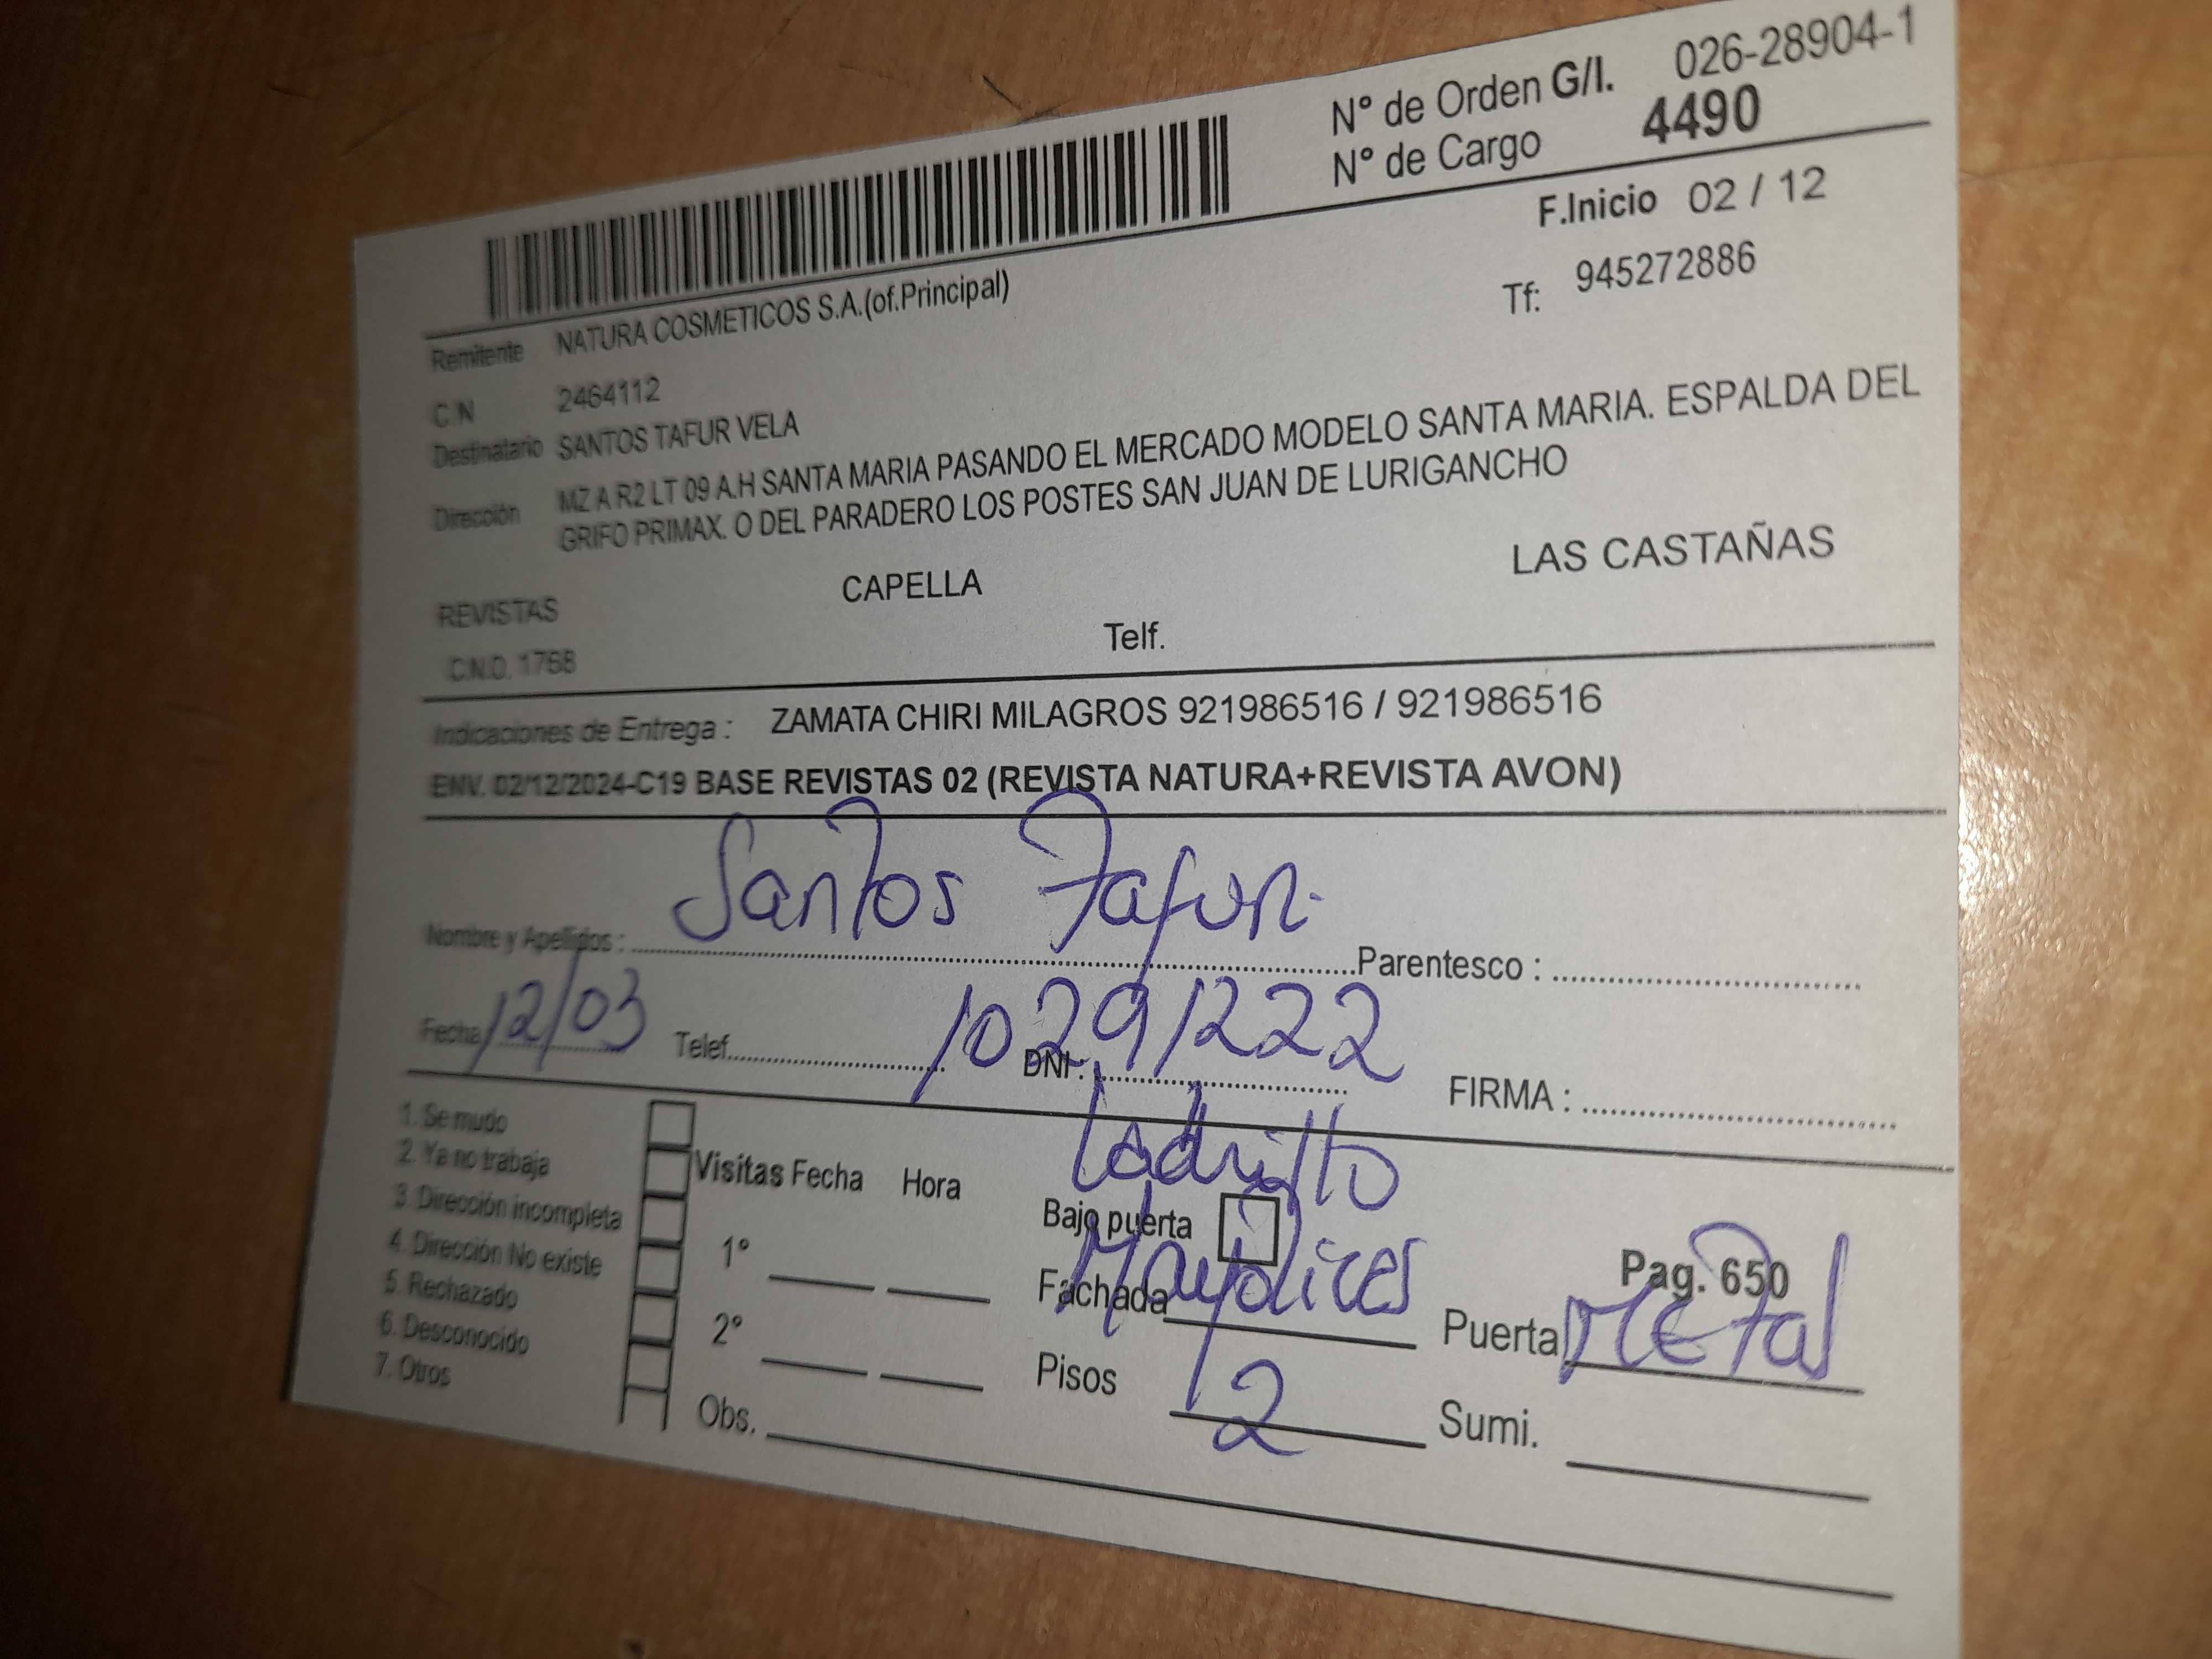 N° de Orden G/I. 026-28904-1
N° de Cargo 4490
F.Inicio 02 / 12
Remitente NATURA COSMETICOS S.A.(of.Principal)
Tf: 945272886
C.N 2464112
Destinatario SANTOS TAFUR VELA
Dirección MZ A R2 LT 09 A.H SANTA MARIA PASANDO EL MERCADO MODELO SANTA MARIA. ESPALDA DEL
GRIFO PRIMAX. O DEL PARADERO LOS POSTES SAN JUAN DE LURIGANCHO
REVISTAS CAPELLA LAS CASTAÑAS
C.N.O. 1768 Telf.
Indicaciones de Entrega : ZAMATA CHIRI MILAGROS 921986516 / 921986516
ENV. 02/12/2024-C19 BASE REVISTAS 02 (REVISTA NATURA+REVISTA AVON)
Nombre y Apellidos : Santos Tafur. Parentesco :
Fecha 12/03 Telef. DNI : 10291222 FIRMA :
1. Se mudo
2. Ya no trabaja
3. Dirección incompleta
4. Dirección No existe
5. Rechazado
6. Desconocido
7. Otros
Visitas Fecha Hora
1°
2°
Obs.
Ladrillo
Bajo puerta
Fachada Mayolicas
Pisos 2
Pag. 650
Puerta METal
Sumi.